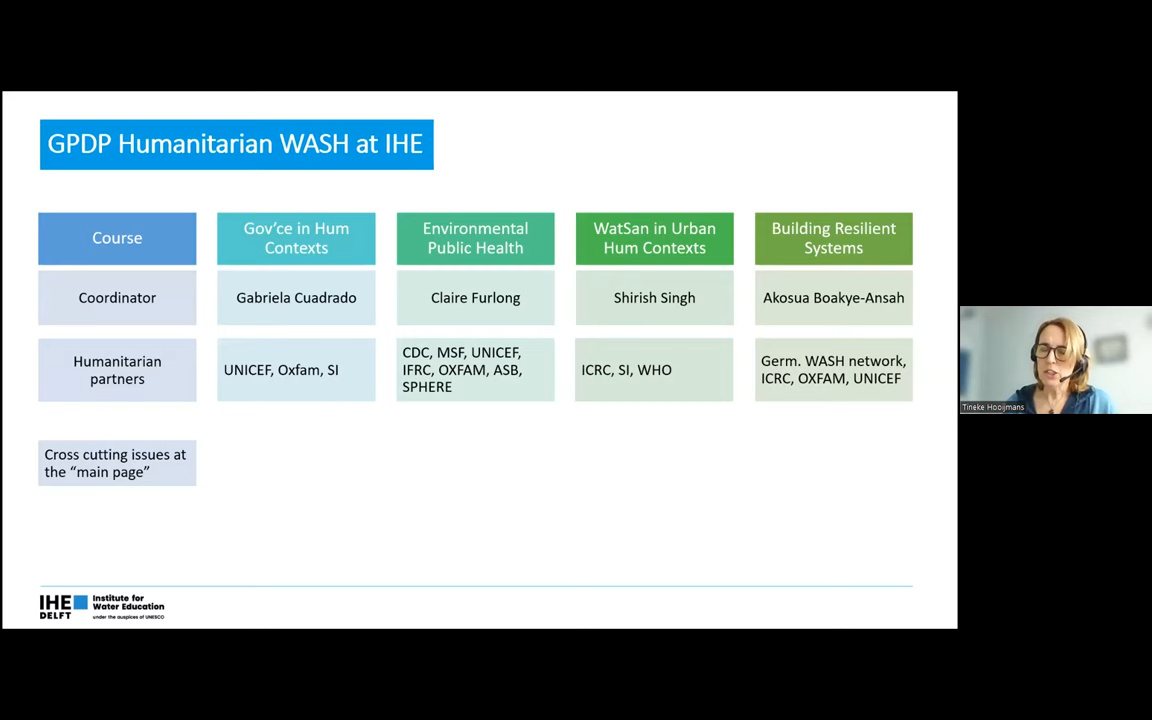 GPDP Humanitarian WASH at IHE
Course
Gov'ce in Hum
Contexts
Environmental
Public Health
WatSan in Urban
Hum Contexts
Building Resilient
Systems
Coordinator
Gabriela Cuadrado
Claire Furlong
Shirish Singh
Akosua Boakye-Ansah
Humanitarian
partners
UNICEF, Oxfam, SI
CDC, MSF, UNICEF,
IFRC, OXFAM, ASB,
SPHERE
ICRC, SI, WHO
Germ. WASH network,
ICRC, OXFAM, UNICEF
Cross cutting issues at
the “main page”
IHE
DELFT
Institute for
Water Education
under the auspices of UNESCO
Tineke Hooijmans